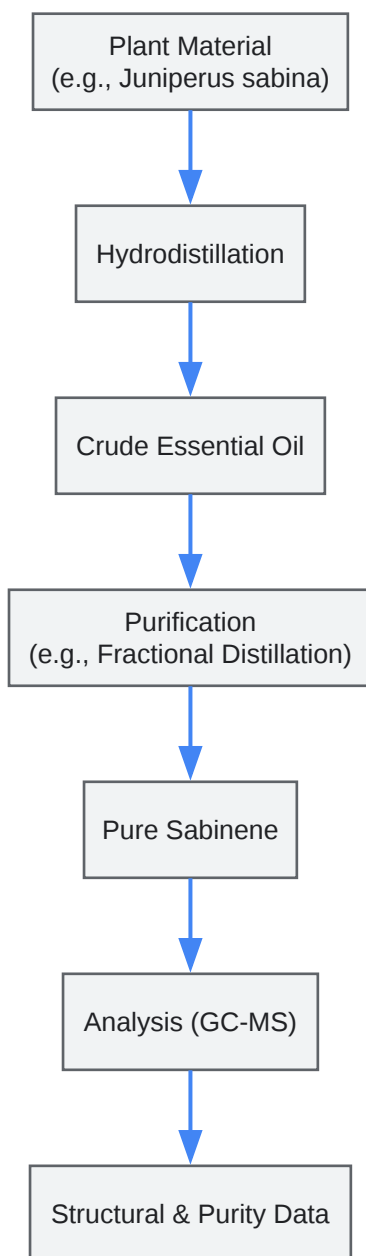 Plant Material
(e.g., Juniperus sabina)
Hydrodistillation
Crude Essential Oil
Purification
(e.g., Fractional Distillation)
Pure Sabinene
Analysis (GC-MS)
Structural & Purity Data